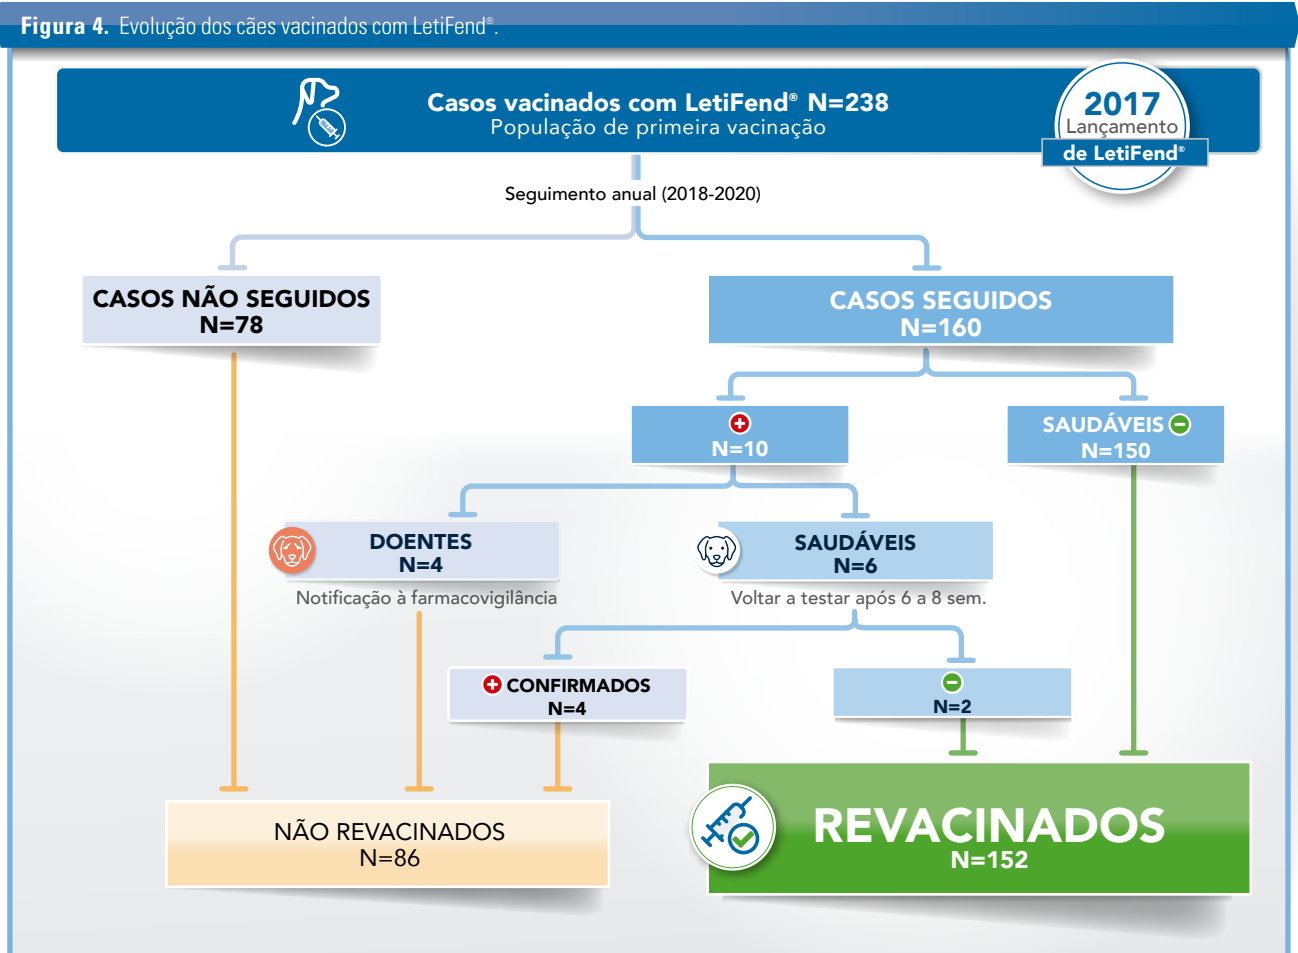 Figura 4. Evolução dos cães vacinados com LetiFend®.
Casos vacinados com LetiFend® N=238
População de primeira vacinação
2017
Lançamento
de LetiFend®
Seguimento anual (2018-2020)
CASOS NÃO SEGUIDOS
N=78
CASOS SEGUIDOS
N=160
N=10
SAUDÁVEIS
N=150
DOENTES
N=4
Notificação à farmacovigilância
SAUDÁVEIS
N=6
Voltar a testar após 6 a 8 sem.
CONFIRMADOS
N=4
N=2
NÃO REVACINADOS
N=86
REVACINADOS
N=152